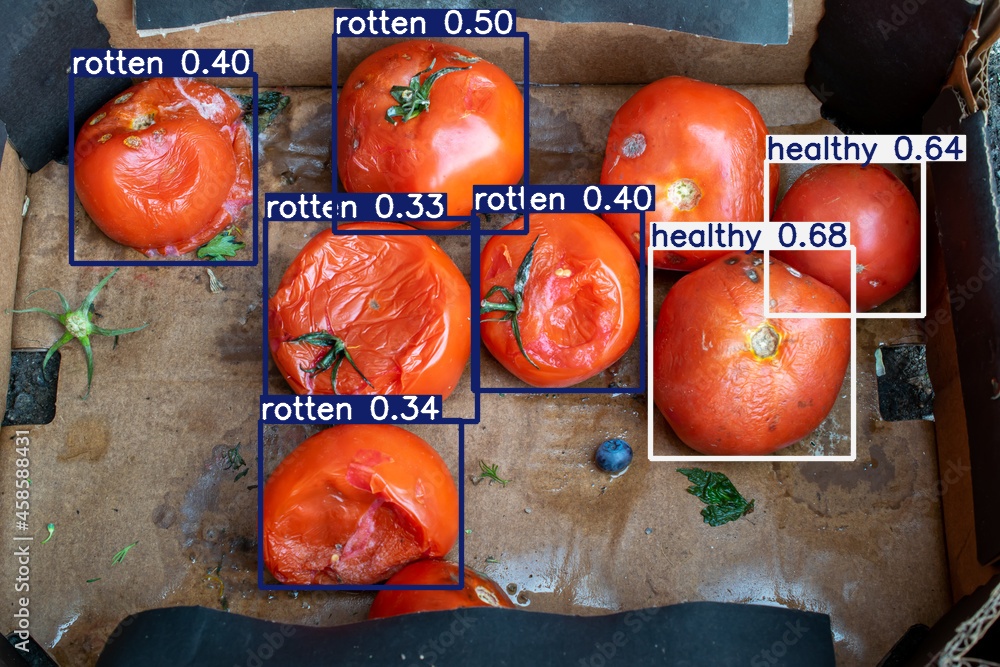 rotten 0.50
rotten 0.40
healthy 0.64
rotten 0.33
rotten 0.40
healthy 0.68
rotten 0.34
Adobe Stock | #458588431